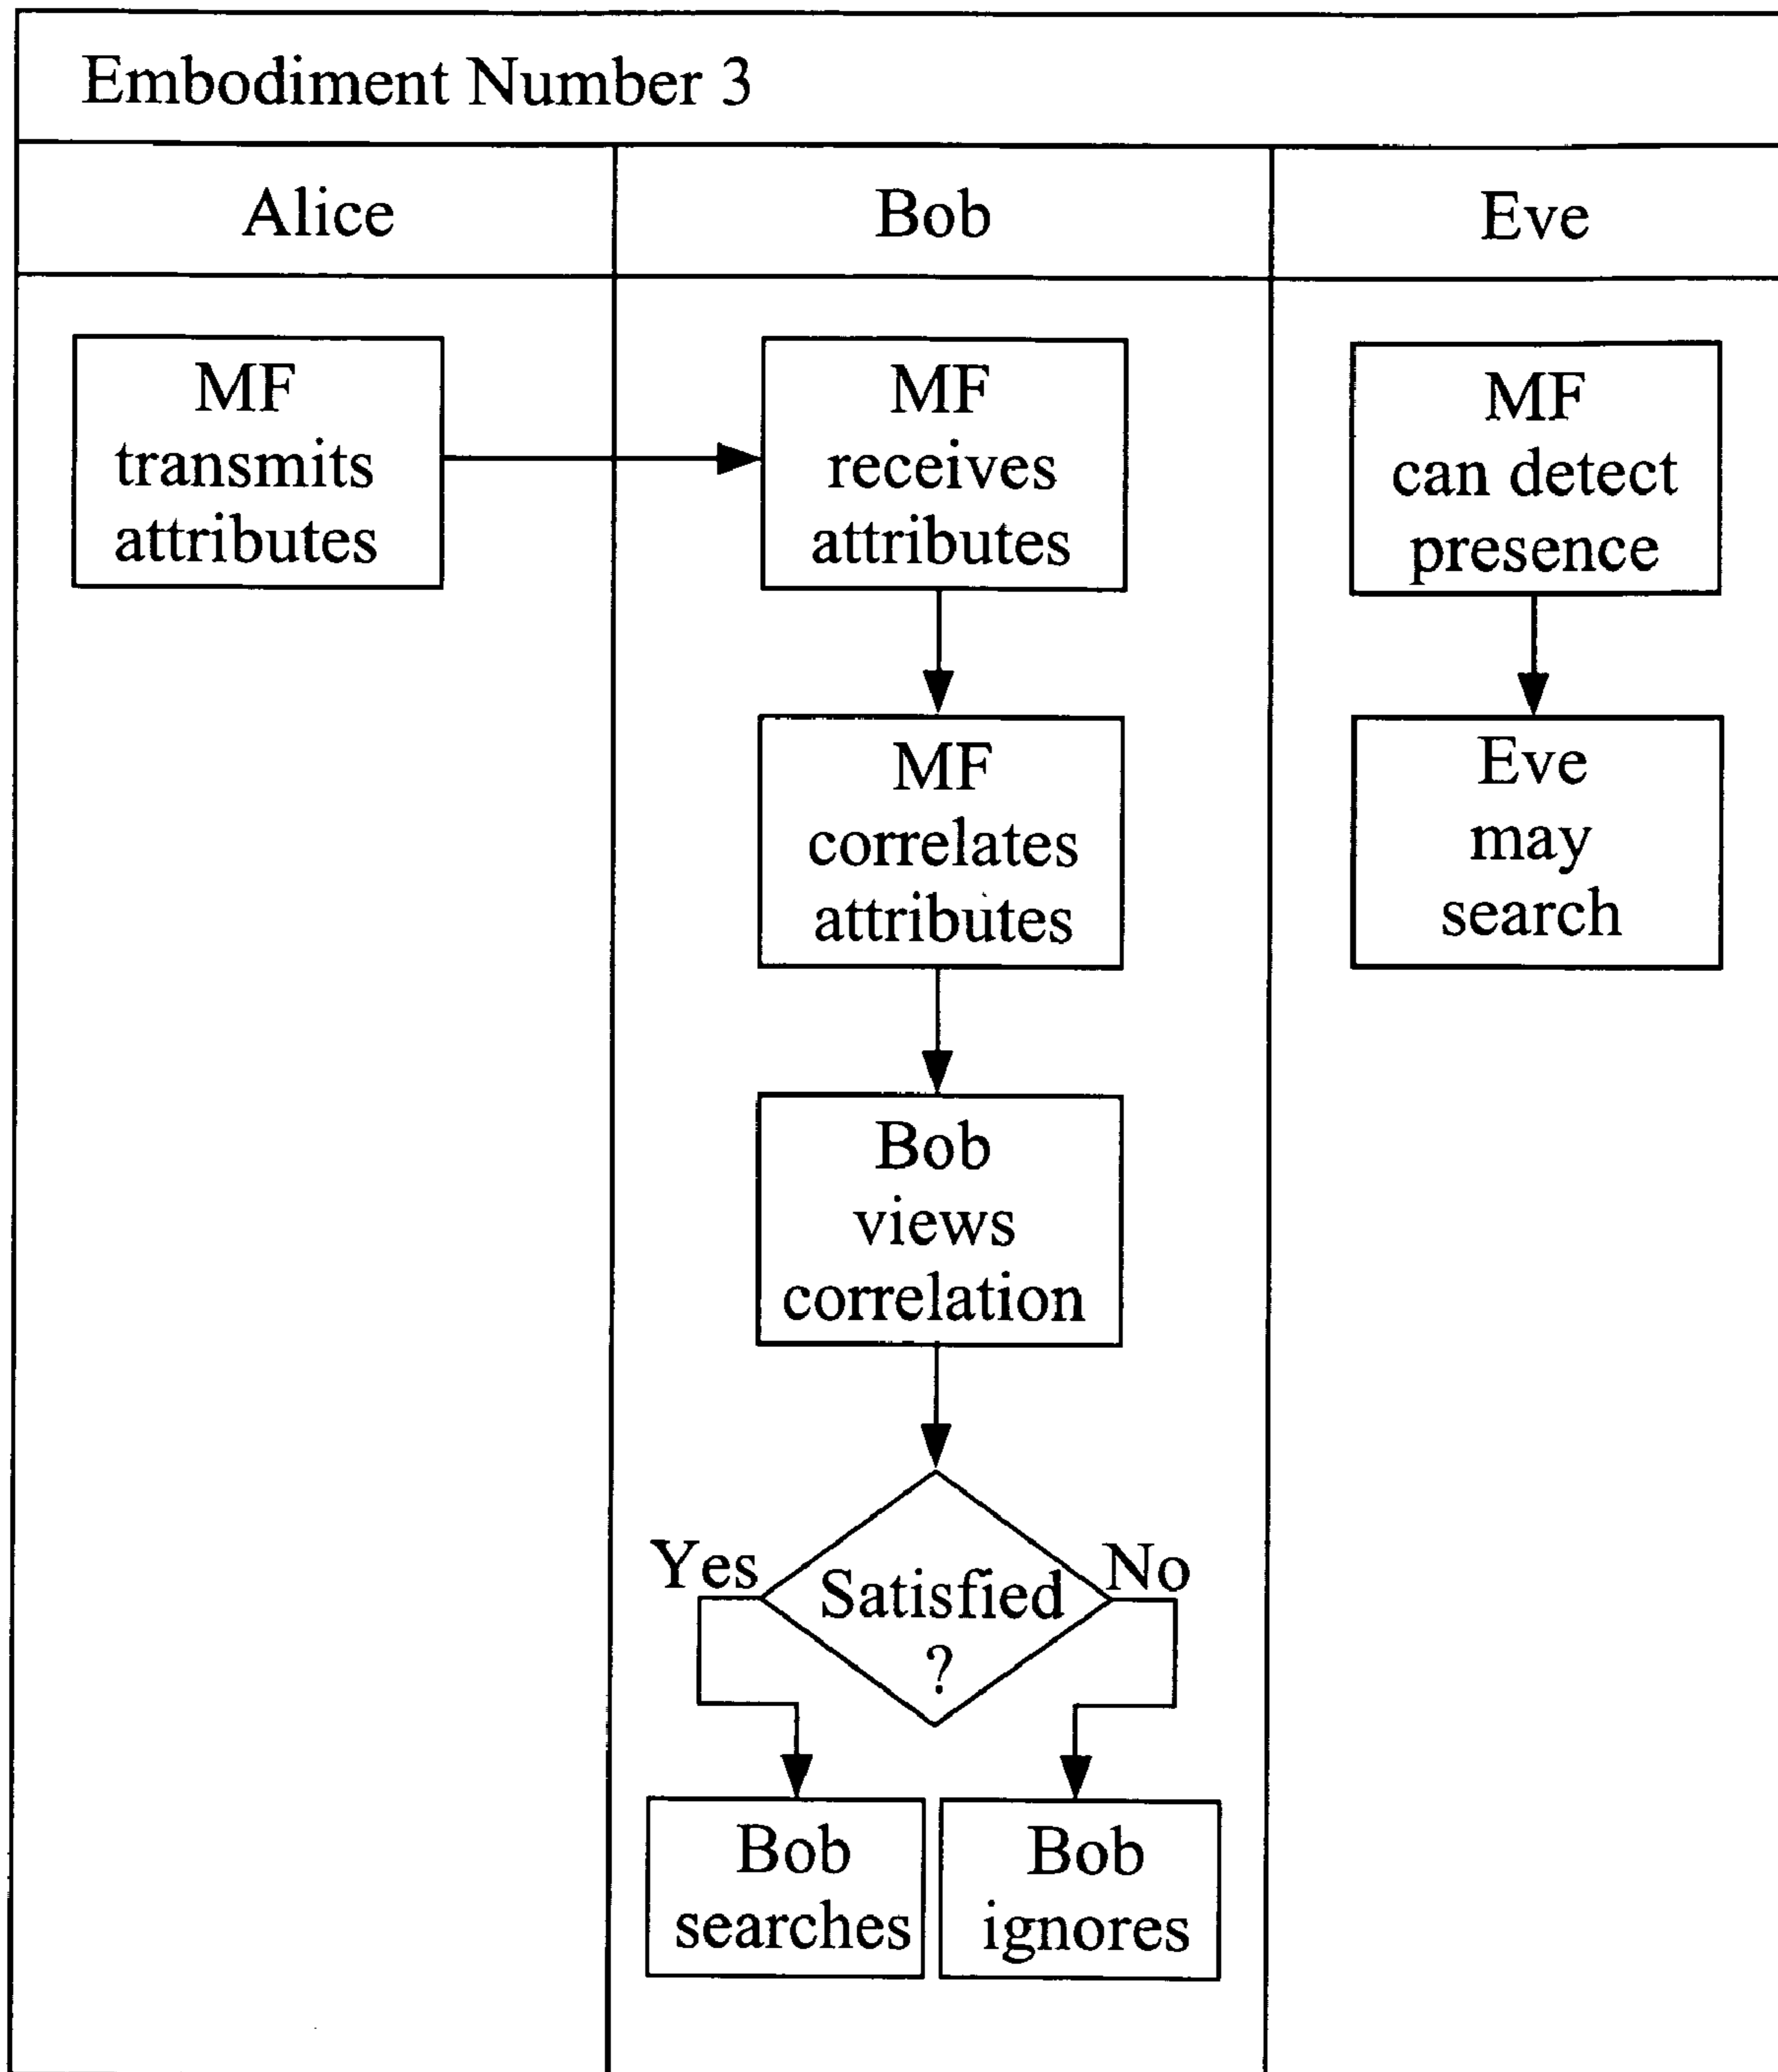 Embodiment Number 3
Alice
Bob
Eve
MF
transmits
attributes
MF
receives
attributes
MF
can detect
presence
MF
correlates
attributes
Eve
may
search
Bob
views
correlation
Yes
No
Satisfied
?
Bob
searches
Bob
ignores